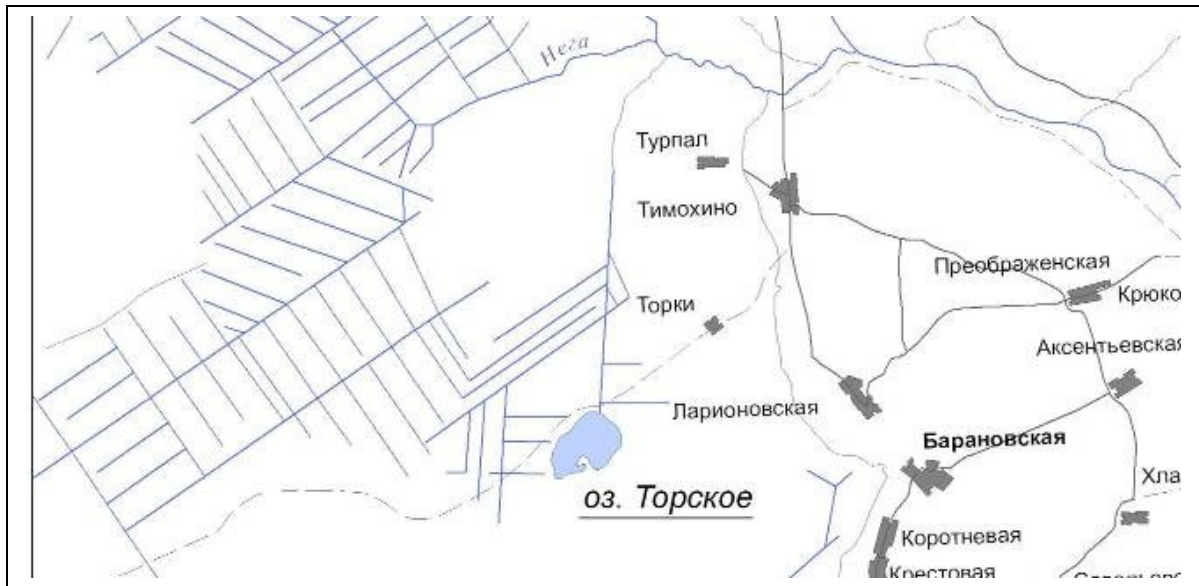 Нега
Турпал
Тимохино
Преображенская
Крюко
Торки
Аксентьевская
Ларионовская
Барановская
Хла
оз. Торское
Коротневая
Крестовая